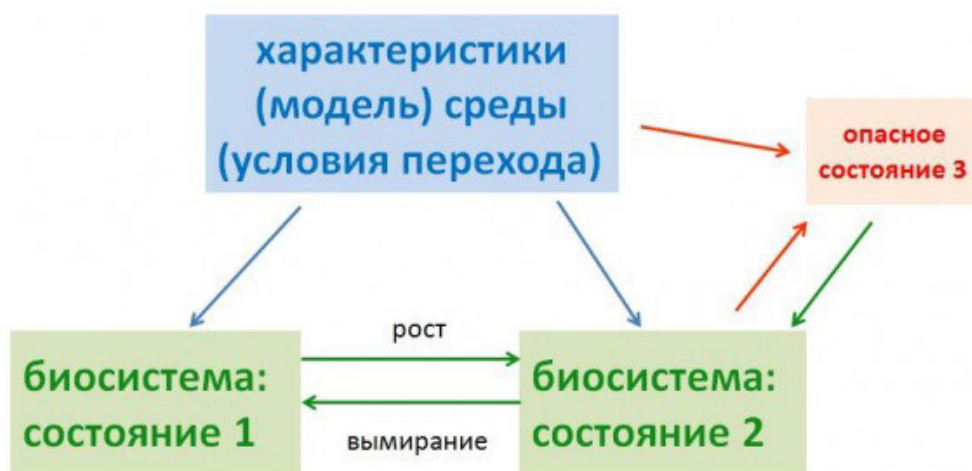 характеристики
(модель) среды
(условия перехода)
опасное
состояние 3
рост
биосистема:
состояние 1
биосистема:
состояние 2
вымирание